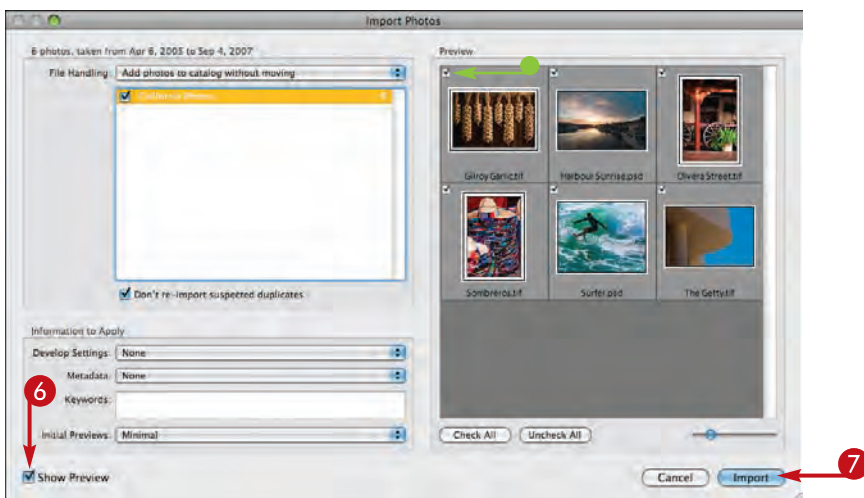 Import Photos
6 photos, taken from Apr 6, 2005 to Sep 4, 2007
File Handling: Add photos to catalog without moving
6
Don't re-import suspected duplicates
Information to Apply
Develop Settings: None
Metadata: None
Keywords:
Initial Previews: Minimal
6
Show Preview
Preview
Gilroy Garlic.tif
Harbour Sunrise.psd
Olvera Street.tif
Sombreros.tif
Surfer.psd
The Getty.tif
Check All
Uncheck All
Cancel
Import
7